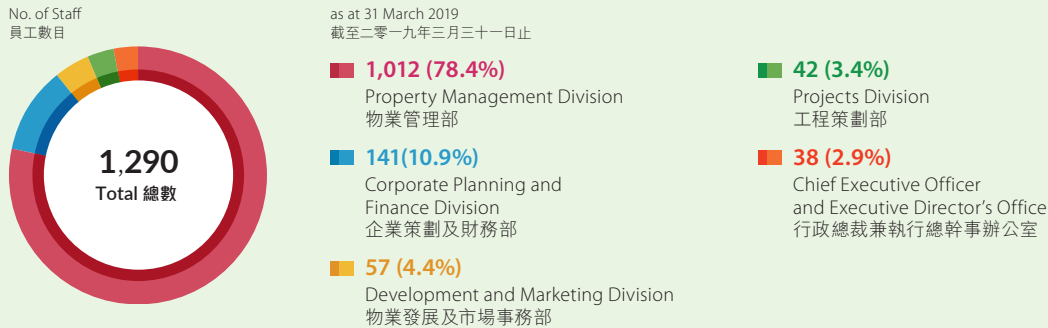 No. of Staff
員工數目
1,290
Total 總數
as at 31 March 2019
截至二零一九年三月三十一日止
1,012 (78.4%)
Property Management Division
物業管理部
141(10.9%)
Corporate Planning and
Finance Division
企業策劃及財務部
57 (4.4%)
Development and Marketing Division
物業發展及市場事務部
42 (3.4%)
Projects Division
工程策劃部
38 (2.9%)
Chief Executive Officer
and Executive Director's Office
行政總裁兼執行總幹事辦公室